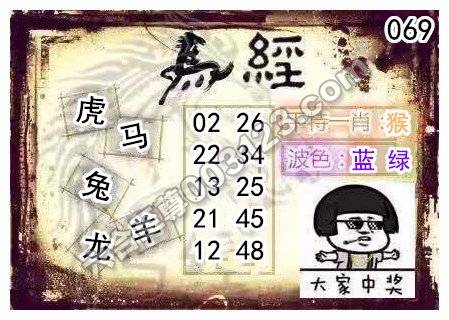 069
馬經
虎
马
兔
龙
羊
02 26
22 34
13 25
21 45
12 48
特一肖:猴
波色:蓝 绿
大家中奖